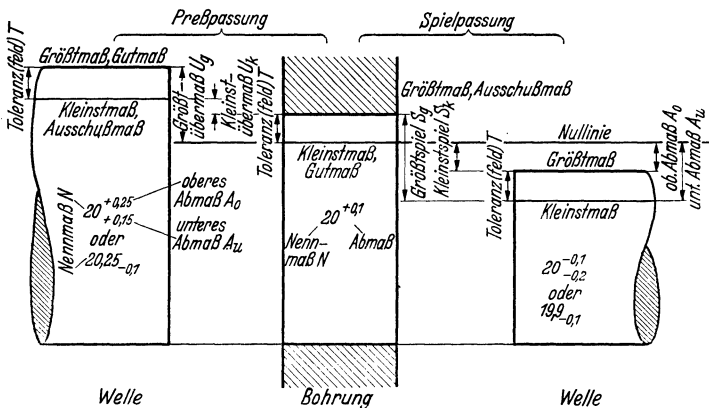 Preßpassung
Spielpassung
Toleranz(feld) T
Größtmaß, Gutmaß
Kleinstmaß,
Ausschußmaß
Größt-
übermaß Ug
Kleinst-
übermaß Uk
Toleranz(feld) T
Größtmaß, Ausschußmaß
Kleinstmaß,
Gutmaß
Größtspiel Sg
Kleinstspiel Sk
Nullinie
Größtmaß
Kleinstmaß
Toleranz(feld) T
ob. Abmaß Ao
unt. Abmaß Au
Nennmaß N
20 +0,25
+0,15
oder
20,25 -0,1
oberes
Abmaß Ao
unteres
Abmaß Au
20 +0,1
Nenn-
maß N
Abmaß
20 -0,1
-0,2
oder
19,9 -0,1
Welle
Bohrung
Welle